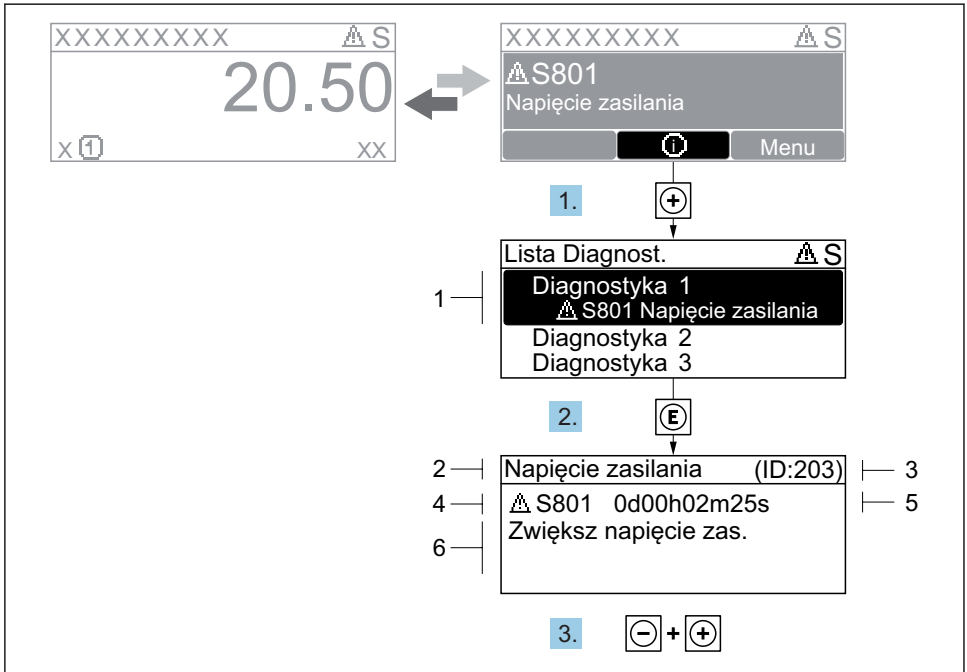 XXXXXXXXX ⚠ S
20.50
X ① XX
XXXXXXXXX ⚠ S
⚠ S801
Napięcie zasilania
ⓘ Menu
1. +
Lista Diagnost. ⚠ S
1
Diagnostyka 1
⚠ S801 Napięcie zasilania
Diagnostyka 2
Diagnostyka 3
2. E
2 Napięcie zasilania (ID:203) 3
4 ⚠ S801 0d00h02m25s 5
6 Zwiększ napięcie zas.
3. − + +